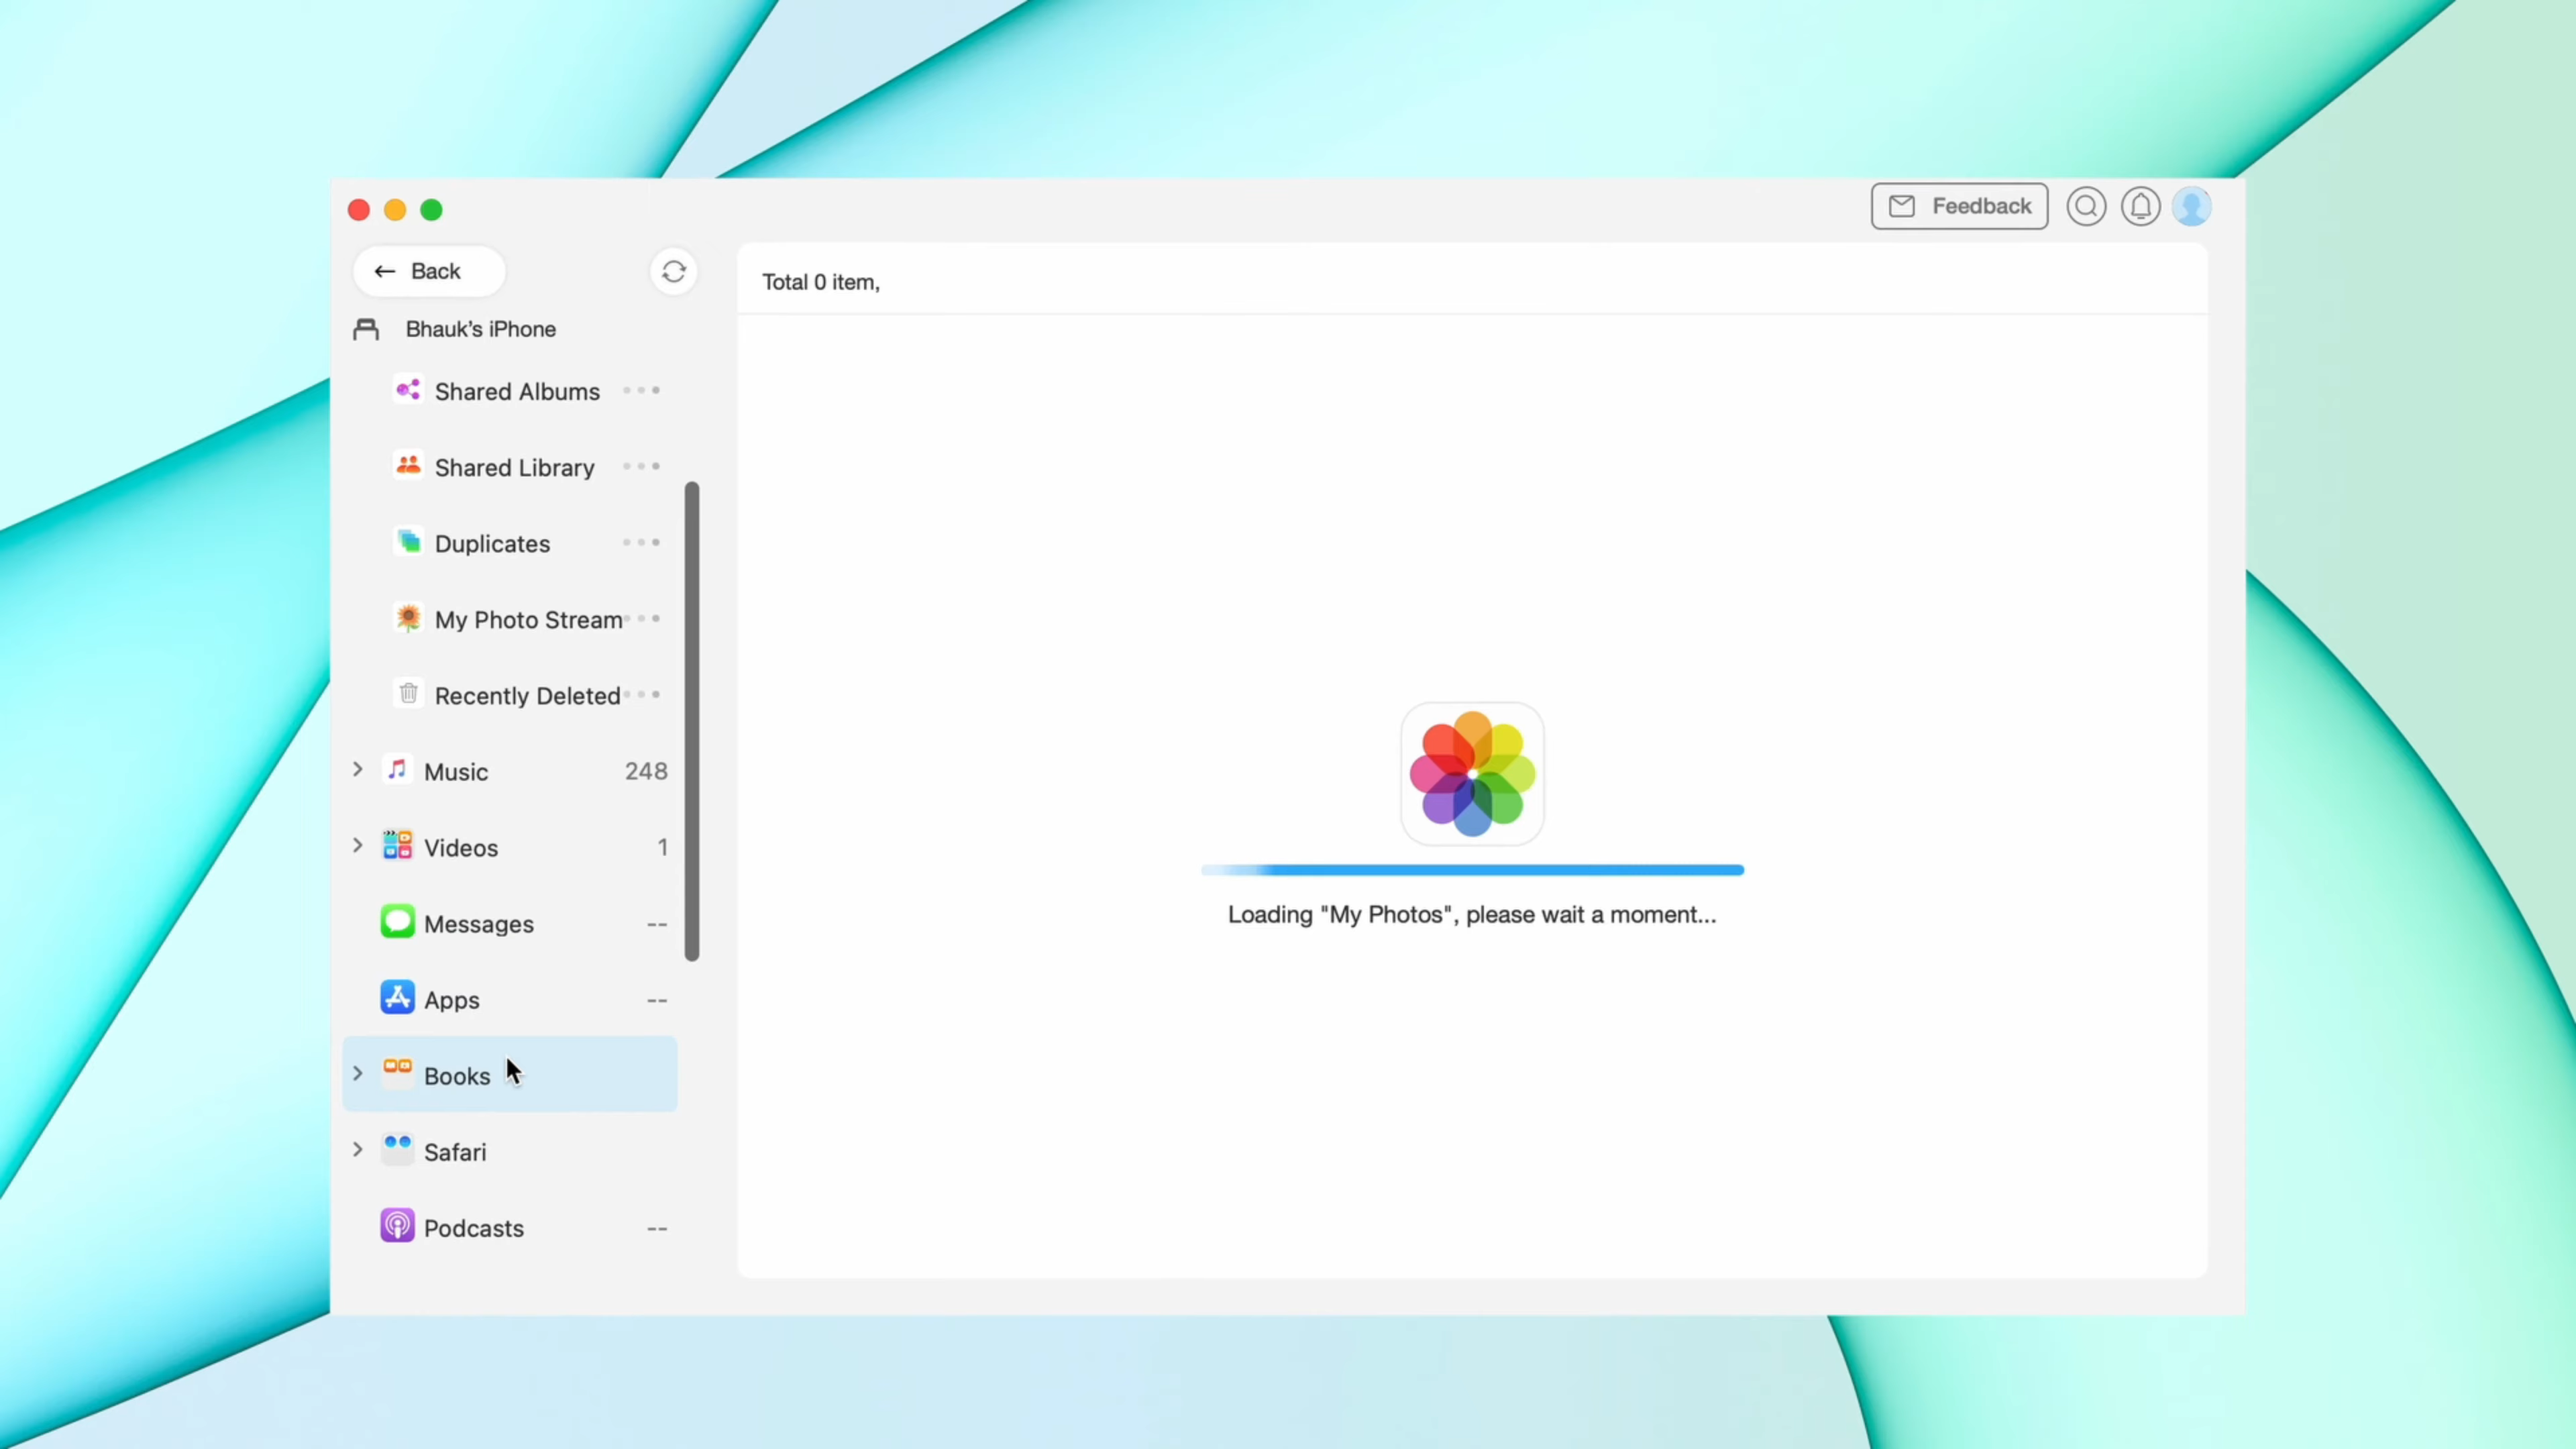 Feedback
Back
Total 0 item,
Bhauk's iPhone
Shared Albums
Shared Library
Duplicates
My Photo Stream
Recently Deleted
Music 248
Videos 1
Messages --
Apps --
Books
Safari
Podcasts --
Loading "My Photos", please wait a moment...